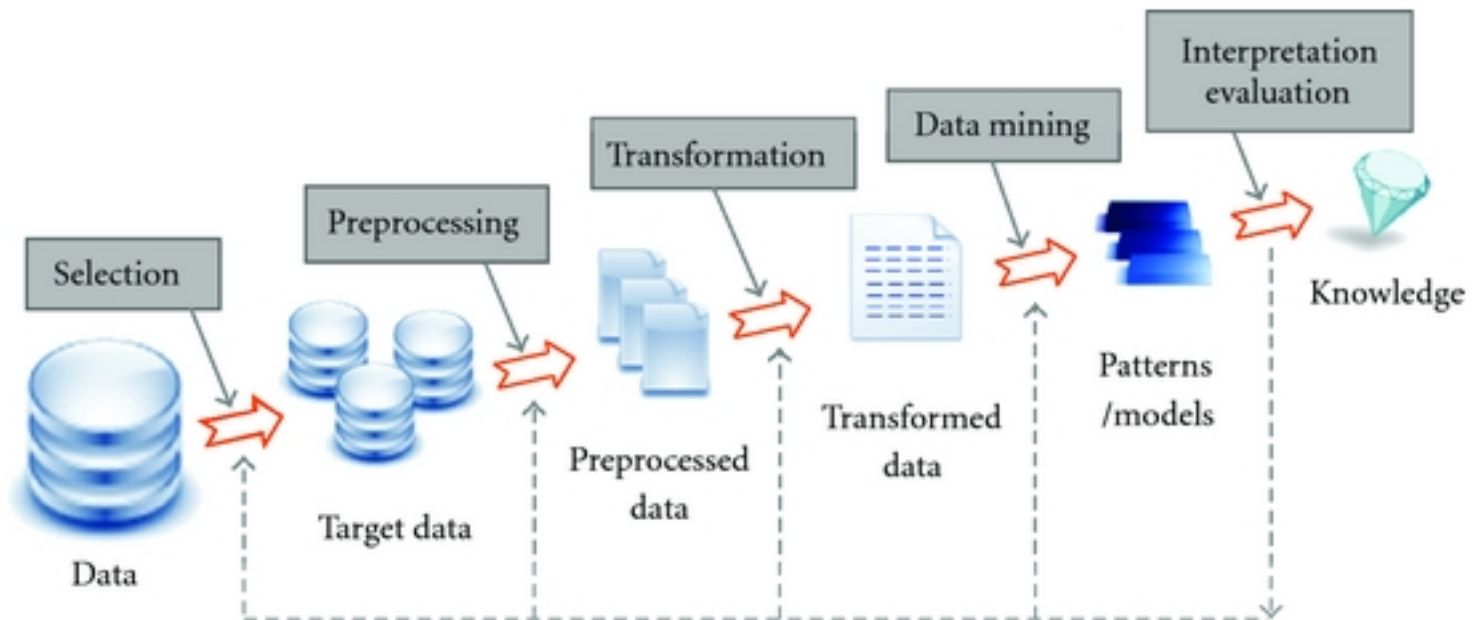 Interpretation
evaluation
Data mining
Transformation
Preprocessing
Selection
Knowledge
Patterns
/models
Transformed
data
Preprocessed
data
Target data
Data